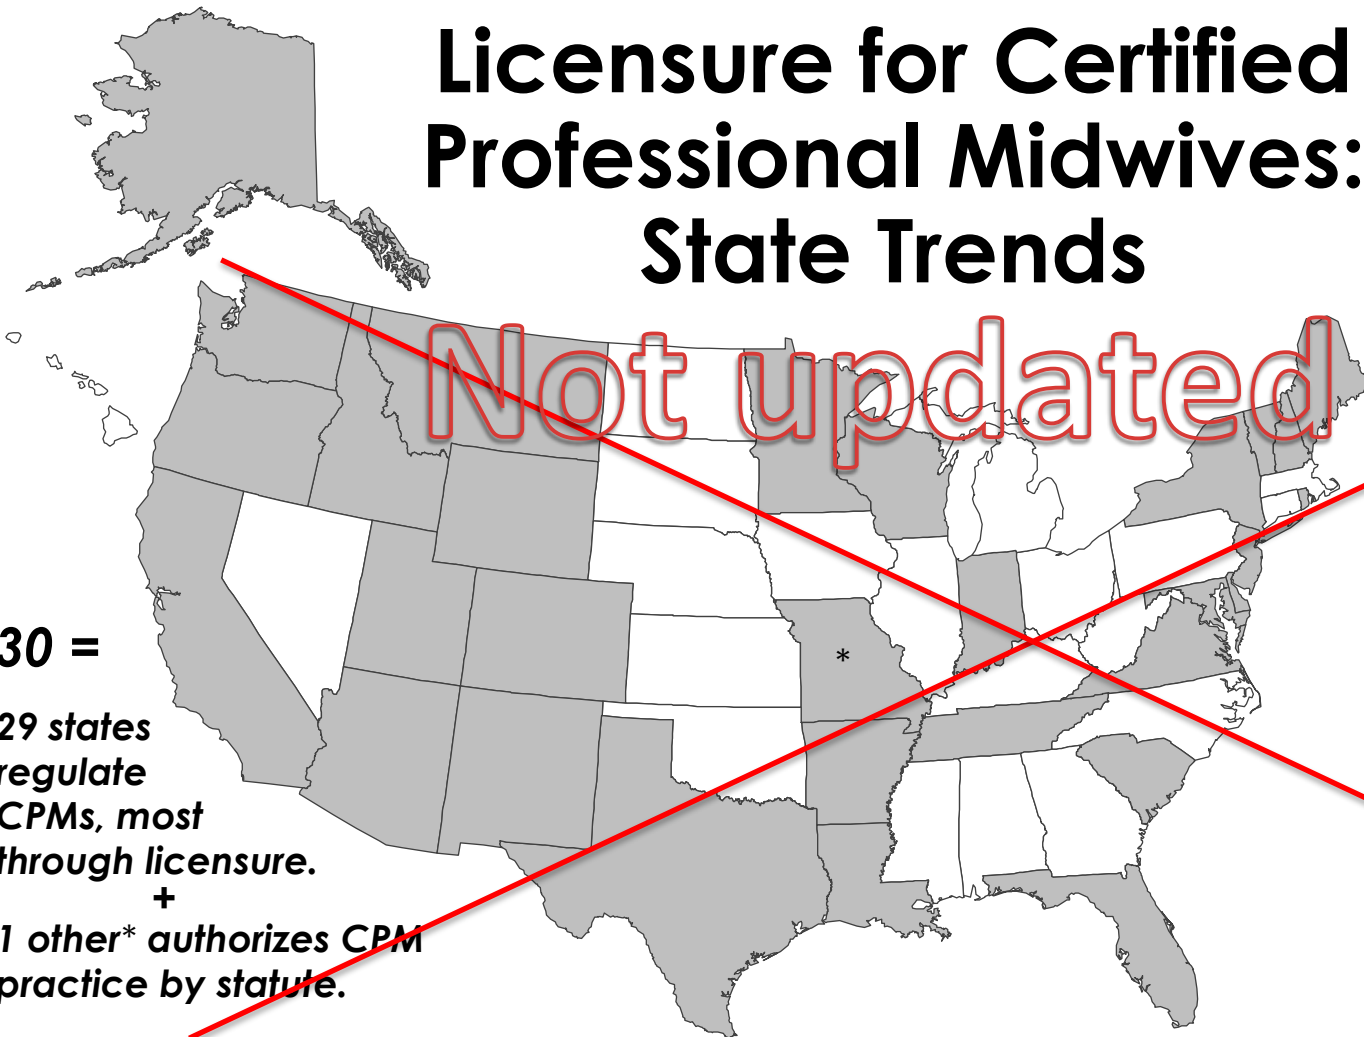 Licensure for Certified
Professional Midwives:
State Trends
Not updated
30 =
29 states
regulate
CPMs, most
through licensure.
+
1 other* authorizes CPM
practice by statute.
*